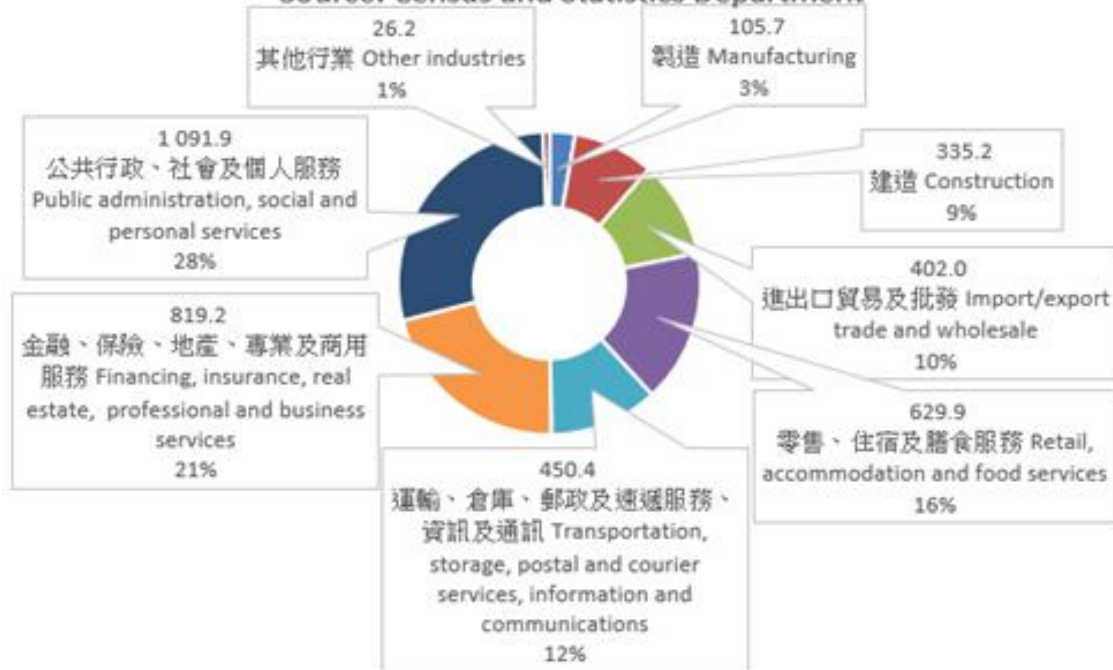 Source: Census and Statistics Department
26.2
其他行業 Other industries
1%
105.7
製造 Manufacturing
3%
1 091.9
公共行政、社會及個人服務
Public administration, social and
personal services
28%
335.2
建造 Construction
9%
402.0
進出口貿易及批發 Import/export
trade and wholesale
10%
819.2
金融、保險、地產、專業及商用
服務 Financing, insurance, real
estate, professional and business
services
21%
629.9
零售、住宿及膳食服務 Retail,
accommodation and food services
16%
450.4
運輸、倉庫、郵政及速遞服務、
資訊及通訊 Transportation,
storage, postal and courier
services, information and
communications
12%